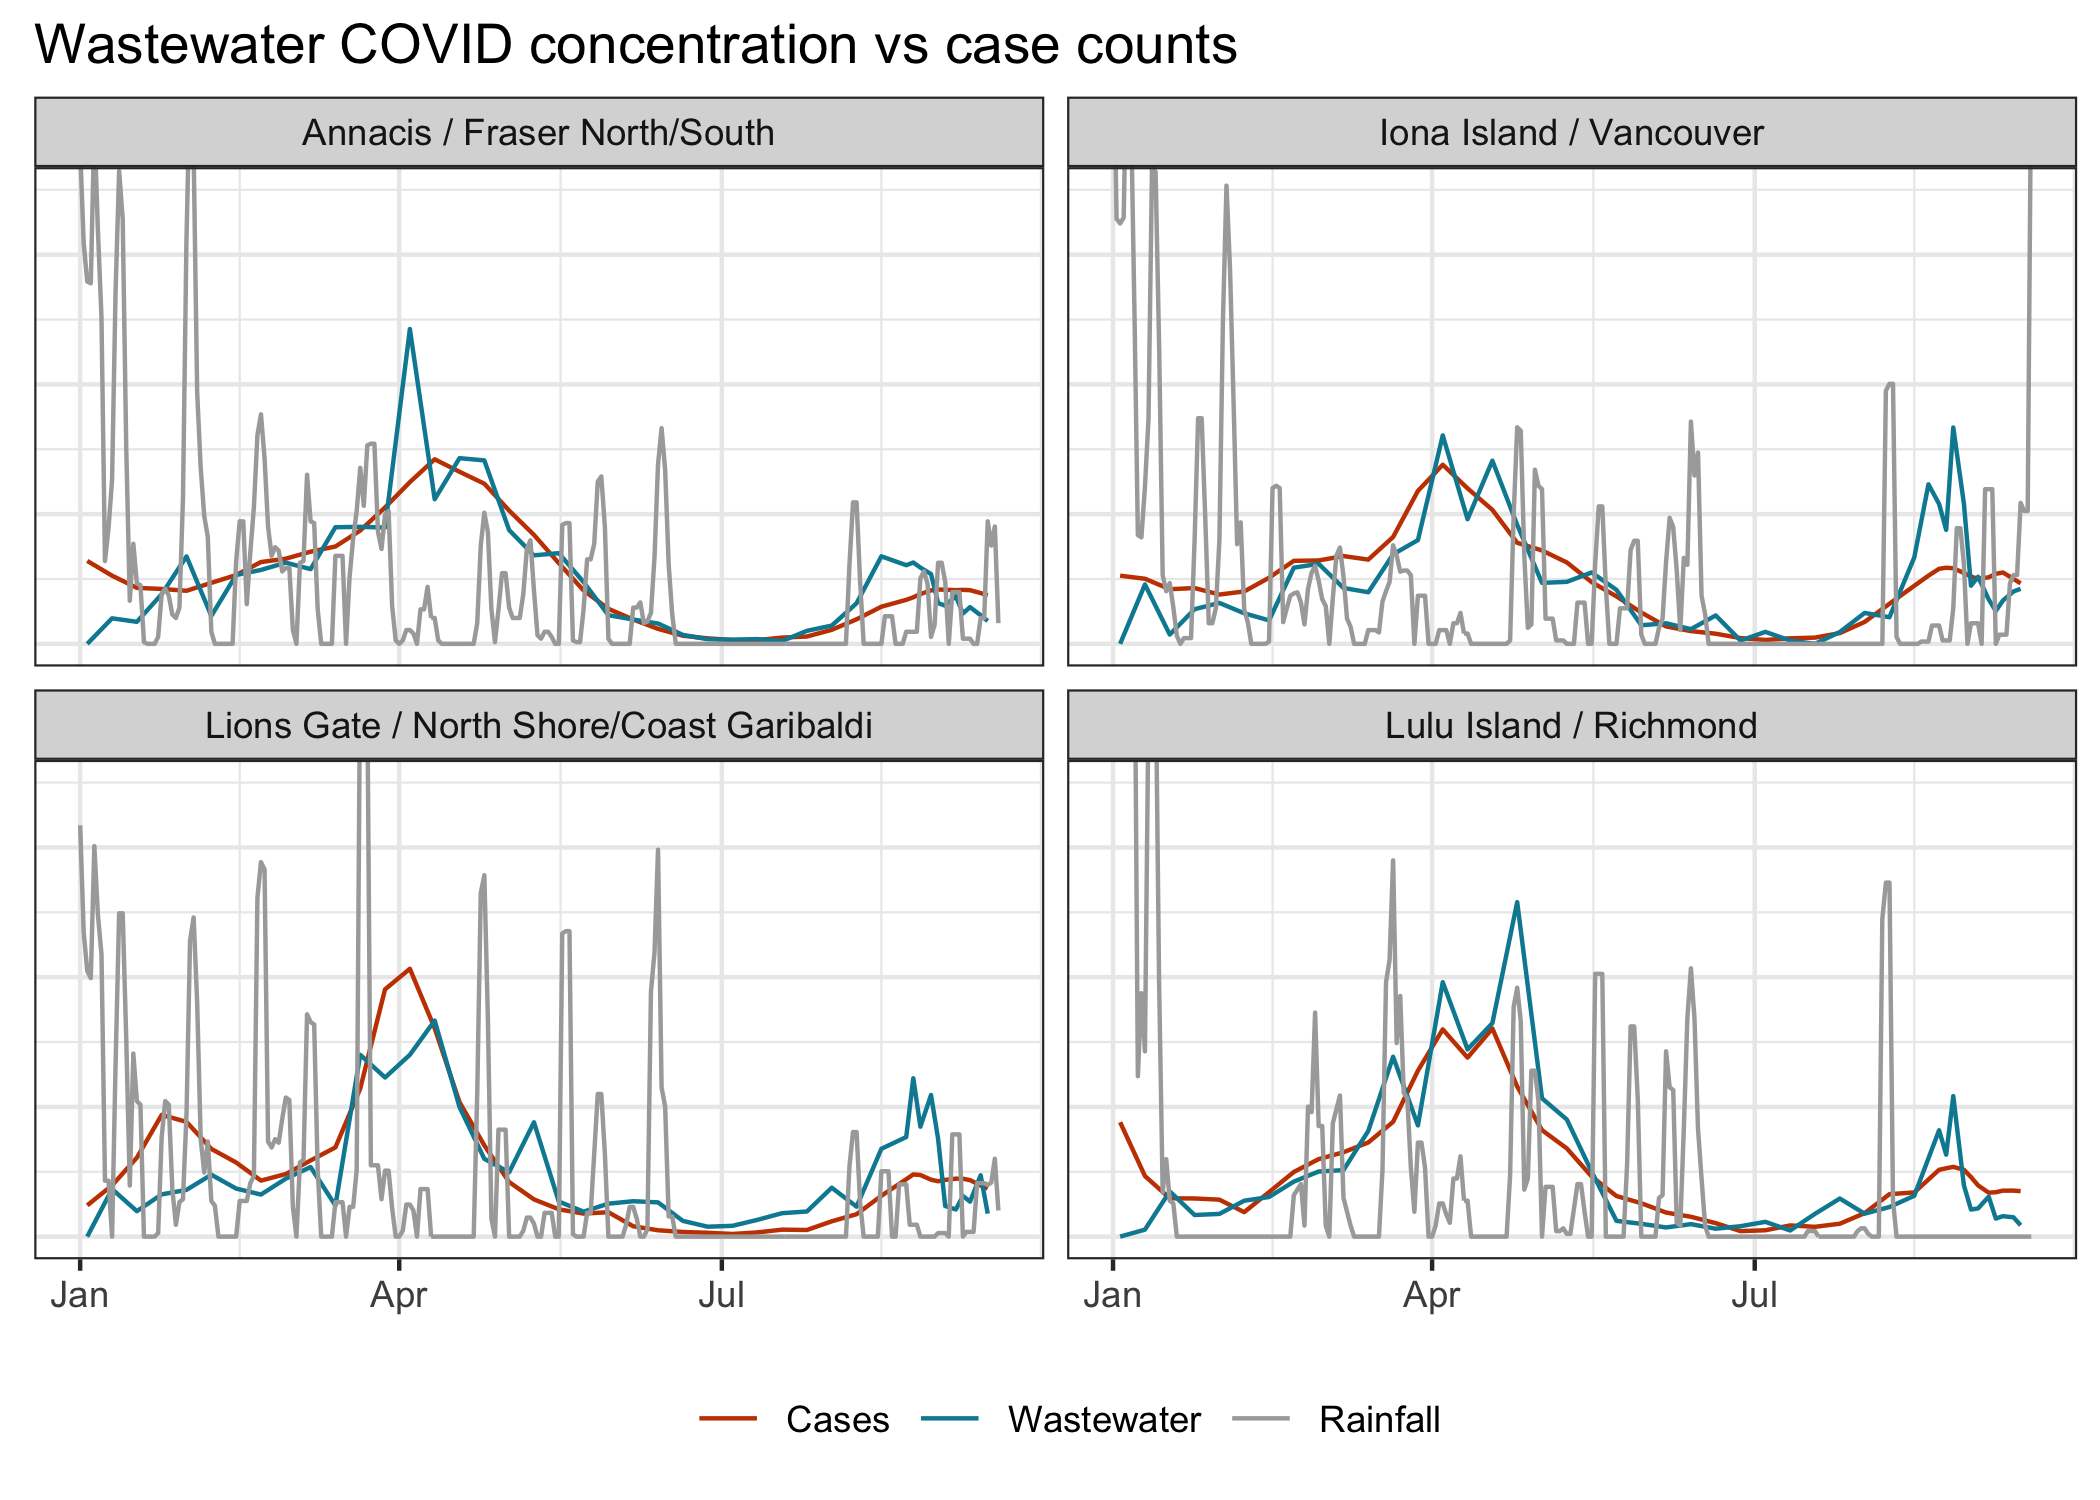 Wastewater COVID concentration vs case counts
Annacis / Fraser North/South
Iona Island / Vancouver
Lions Gate / North Shore/Coast Garibaldi
Lulu Island / Richmond
Jan Apr Jul
Jan Apr Jul
Cases Wastewater Rainfall